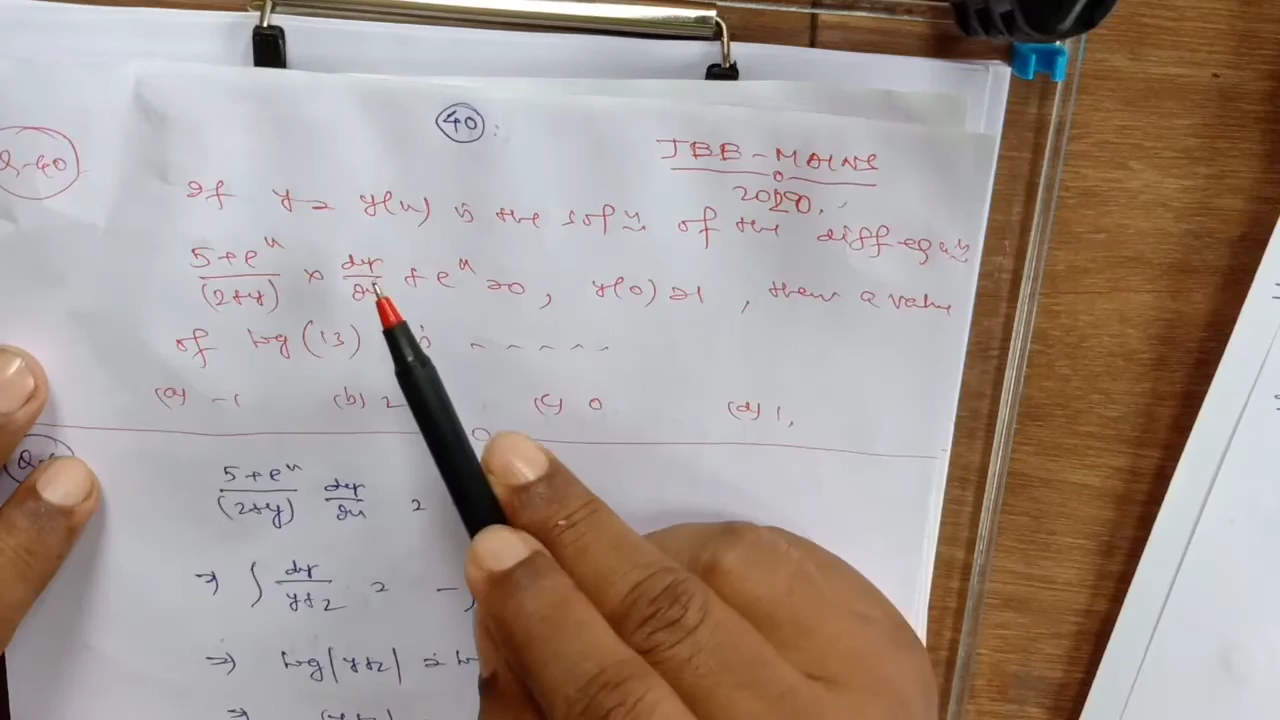 40
Q-40
JEE - MAINS
2020.
If y = y(x) is the solⁿ of the diff eqⁿ
(5+eˣ)/(2+y) × dy/dx + eˣ = 0, y(0) = 1, then a value
of log(13) is -----
(a) -1 (b) 2 (c) 0 (d) 1,
(5+eˣ)/(2+y) dy/dx =
⇒ ∫ dy/(y+2) = -∫
⇒ log|y+2| =